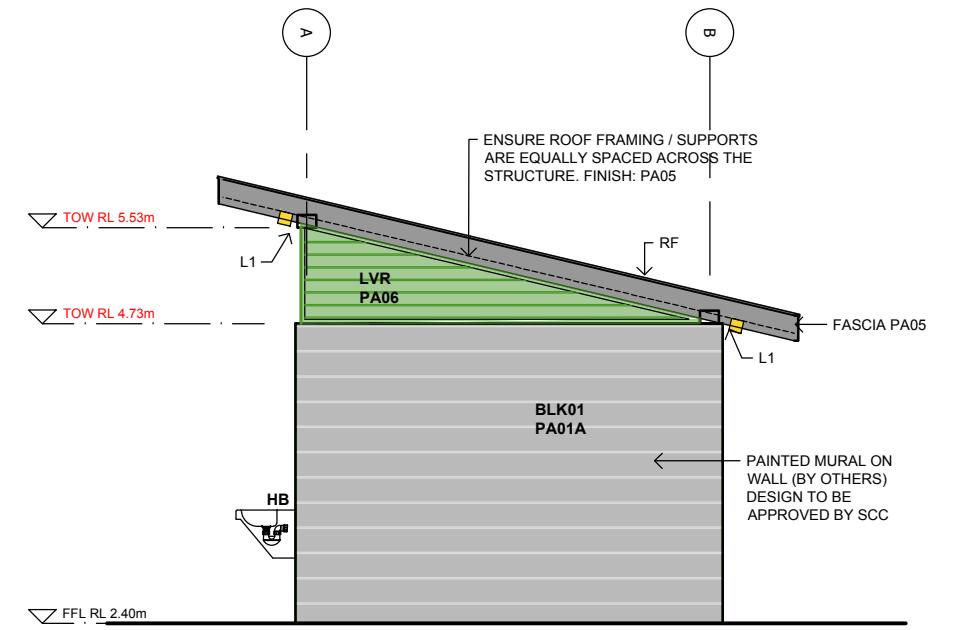 A
B
ENSURE ROOF FRAMING / SUPPORTS
ARE EQUALLY SPACED ACROSS THE
STRUCTURE. FINISH: PA05
TOW RL 5.53m
L1
RF
LVR
PA06
TOW RL 4.73m
FASCIA PA05
L1
BLK01
PA01A
PAINTED MURAL ON
WALL (BY OTHERS)
DESIGN TO BE
APPROVED BY SCC
HB
FFL RL 2.40m